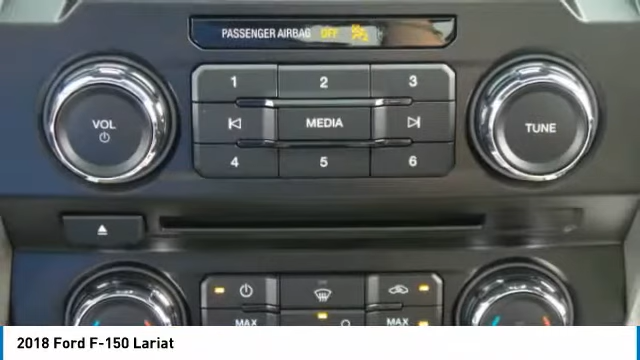 PASSENGER AIRBAG OFF
1 2 3
VOL
MEDIA
TUNE
4 5 6
MAX
MAX
2018 Ford F-150 Lariat